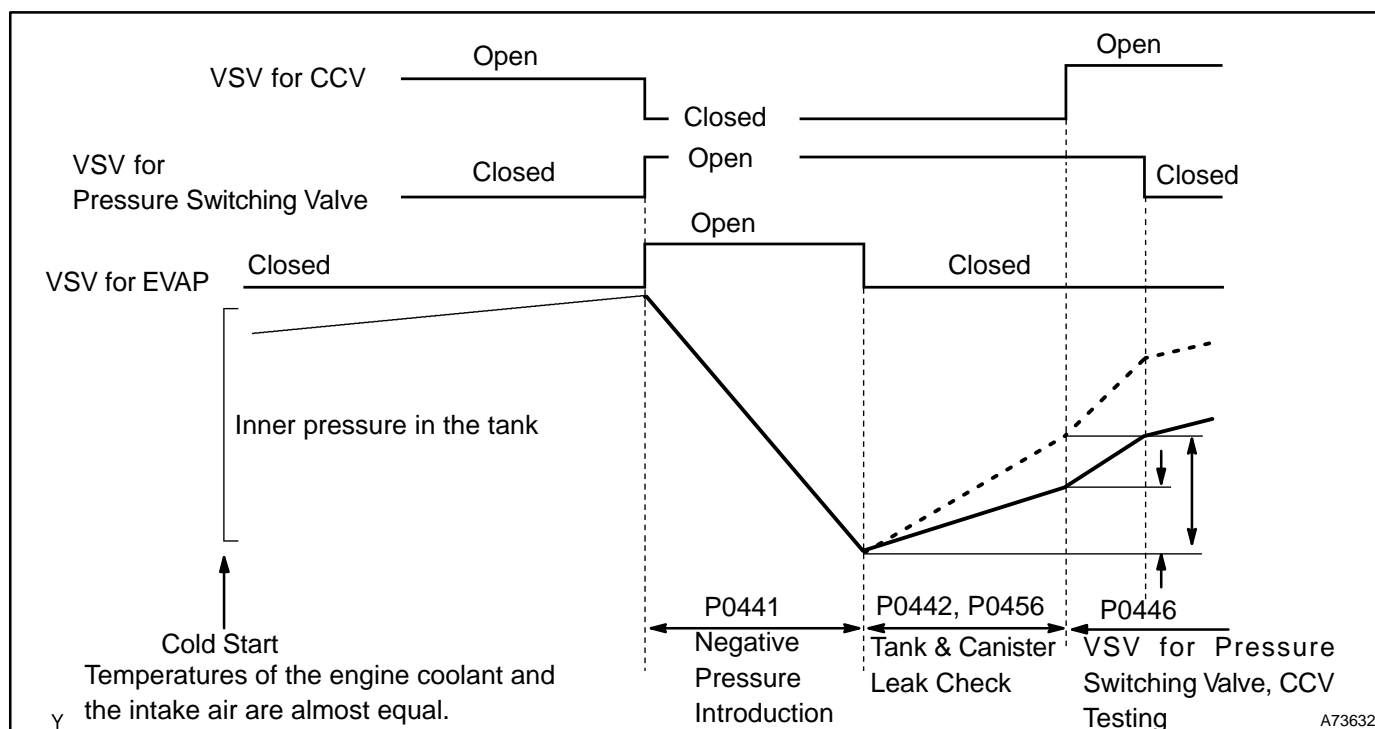 Open
Open
VSV for CCV
Closed
VSV for
Pressure Switching Valve
Closed
Open
Closed
Open
VSV for EVAP
Closed
Closed
Inner pressure in the tank
Cold Start
Temperatures of the engine coolant and
the intake air are almost equal.
P0441
Negative
Pressure
Introduction
P0442, P0456
Tank & Canister
Leak Check
P0446
VSV for Pressure
Switching Valve, CCV
Testing
Y
A73632